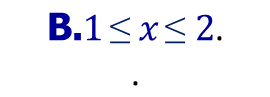 B. 1 ≤ x ≤ 2.
.